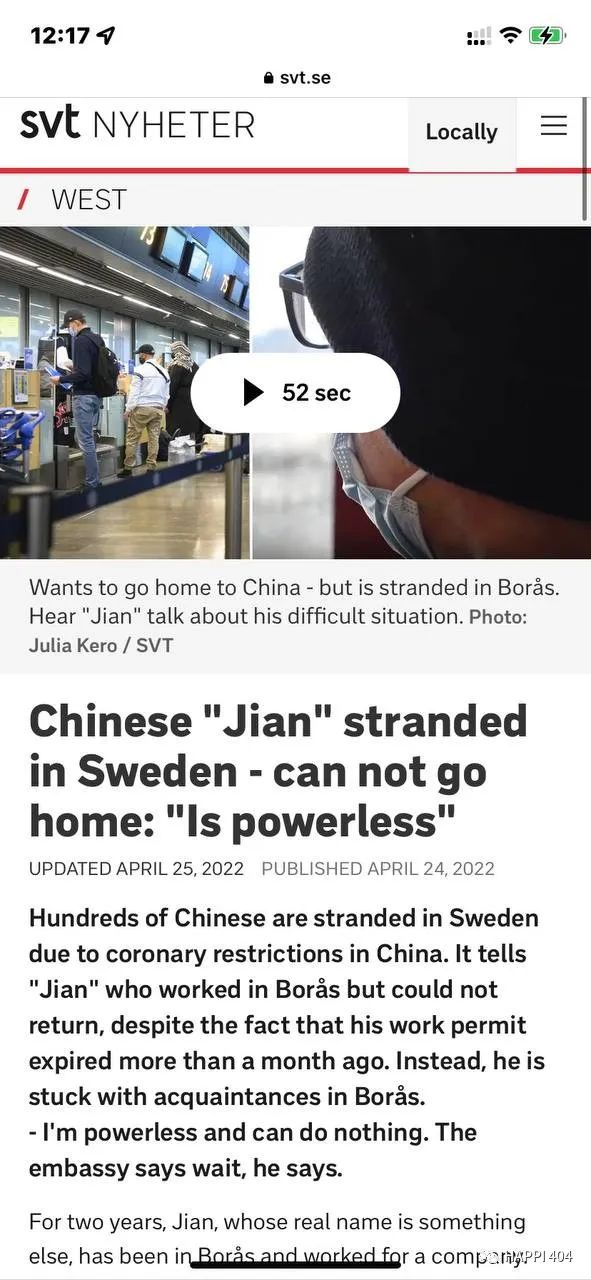 12:17
svt.se
svt NYHETER
Locally
/ WEST
52 sec
Wants to go home to China - but is stranded in Borås.
Hear "Jian" talk about his difficult situation. Photo:
Julia Kero / SVT
Chinese "Jian" stranded
in Sweden - can not go
home: "Is powerless"
UPDATED APRIL 25, 2022 PUBLISHED APRIL 24, 2022
Hundreds of Chinese are stranded in Sweden
due to coronary restrictions in China. It tells
"Jian" who worked in Borås but could not
return, despite the fact that his work permit
expired more than a month ago. Instead, he is
stuck with acquaintances in Borås.
- I'm powerless and can do nothing. The
embassy says wait, he says.
For two years, Jian, whose real name is something
else, has been in Borås and worked for a company.
HAPPI 404